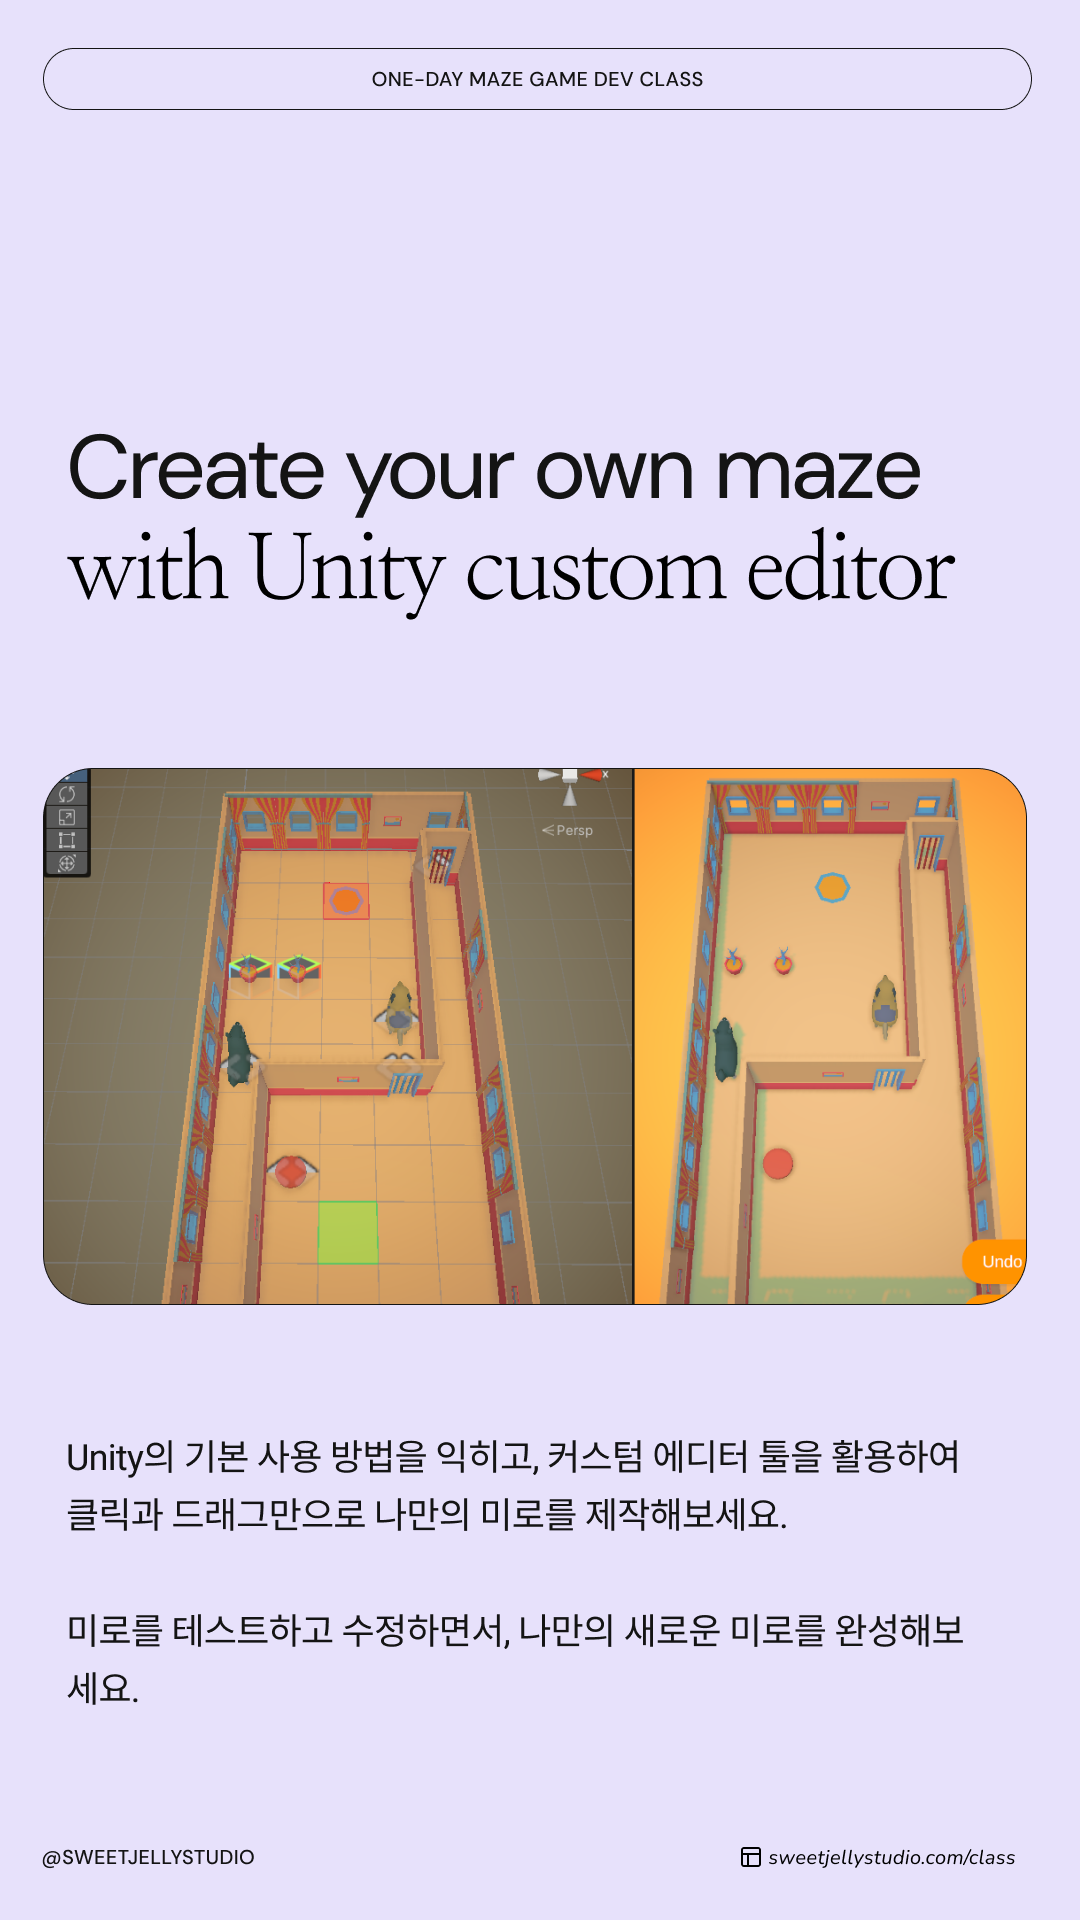 ONE-DAY MAZE GAME DEV CLASS
Create your own maze
with Unity custom editor
x
<Persp
Undo
Unity의 기본 사용 방법을 익히고, 커스텀 에디터 툴을 활용하여
클릭과 드래그만으로 나만의 미로를 제작해보세요.
미로를 테스트하고 수정하면서, 나만의 새로운 미로를 완성해보
세요.
@SWEETJELLYSTUDIO
sweetjellystudio.com/class